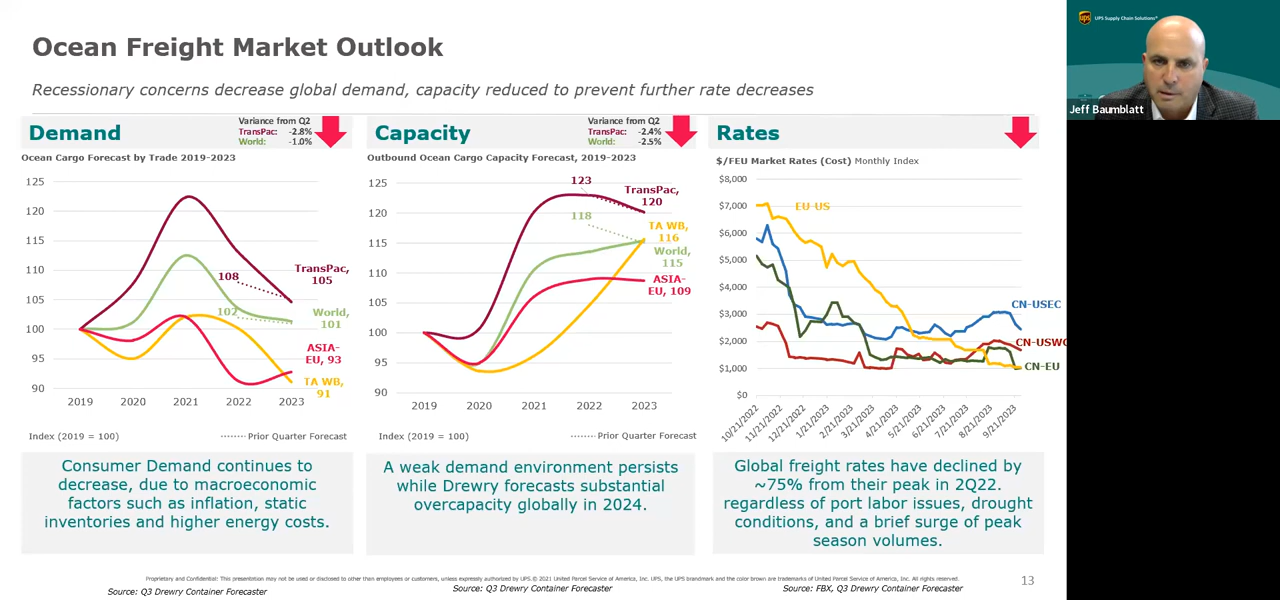 Ocean Freight Market Outlook
Recessionary concerns decrease global demand, capacity reduced to prevent further rate decreases
Demand
Variance from Q2
TransPac: -2.8%
World: -1.0%
Ocean Cargo Forecast by Trade 2019-2023
125
120
115
110
105
100
95
90
108
102
TransPac,
105
World,
101
ASIA-
EU, 93
TA WB,
91
2019 2020 2021 2022 2023
Index (2019 = 100)
Prior Quarter Forecast
Consumer Demand continues to
decrease, due to macroeconomic
factors such as inflation, static
inventories and higher energy costs.
Capacity
Variance from Q2
TransPac: -2.4%
World: -2.5%
Outbound Ocean Cargo Capacity Forecast, 2019-2023
125
120
115
110
105
100
95
90
123
118
TransPac,
120
TA WB,
116
World,
115
ASIA-
EU, 109
2019 2020 2021 2022 2023
Index (2019 = 100)
Prior Quarter Forecast
A weak demand environment persists
while Drewry forecasts substantial
overcapacity globally in 2024.
Rates
$/FEU Market Rates (Cost) Monthly Index
$8,000
$7,000
$6,000
$5,000
$4,000
$3,000
$2,000
$1,000
$0
EU-US
CN-USEC
CN-USWC
CN-EU
10/21/2022 11/21/2022 12/21/2022 1/21/2023 2/21/2023 3/21/2023 4/21/2023 5/21/2023 6/21/2023 7/21/2023 8/21/2023 9/21/2023
Global freight rates have declined by
~75% from their peak in 2Q22.
regardless of port labor issues, drought
conditions, and a brief surge of peak
season volumes.
Proprietary and Confidential: This presentation may not be used or disclosed to other than employees or customers, unless expressly authorized by UPS.© 2021 United Parcel Service of America, Inc. UPS, the UPS brandmark and the color brown are trademarks of United Parcel Service of America, Inc. All rights reserved.
13
Source: Q3 Drewry Container Forecaster
Source: Q3 Drewry Container Forecaster
Source: FBX, Q3 Drewry Container Forecaster
ups
UPS Supply Chain Solutions®
Jeff Baumblatt